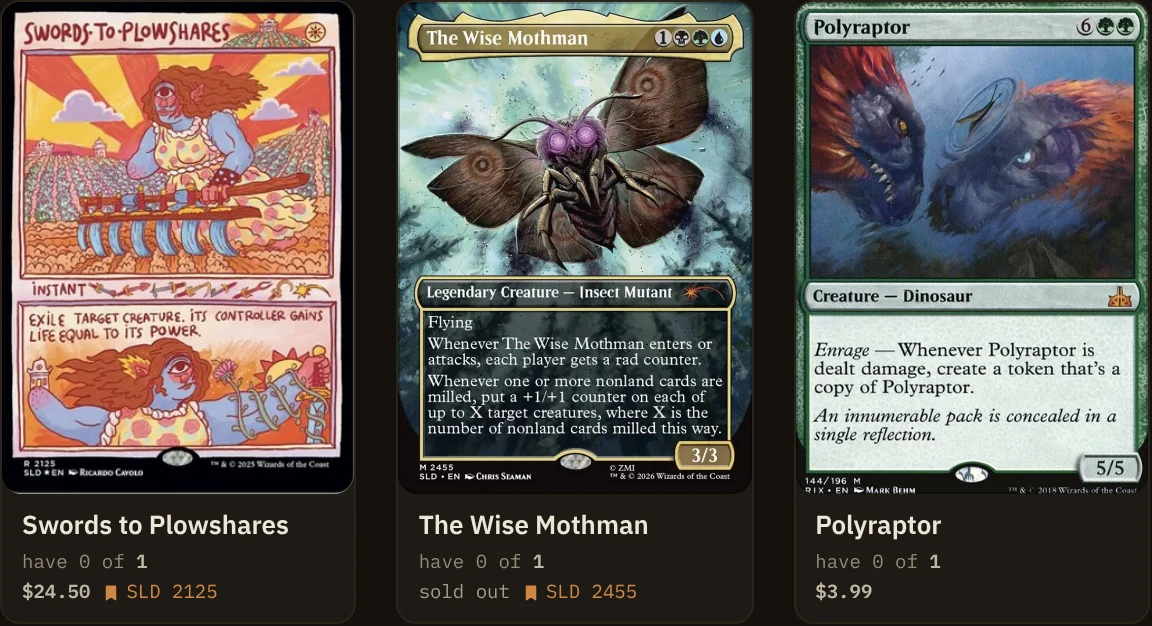 SWORDS·TO·PLOWSHARES
INSTANT
EXILE TARGET CREATURE. ITS CONTROLLER GAINS
LIFE EQUAL TO ITS POWER.
R 2125
SLD ★ EN RICARDO CAVOLO
™ & © 2025 Wizards of the Coast
Swords to Plowshares
have 0 of 1
$24.50 SLD 2125
The Wise Mothman 1
Legendary Creature — Insect Mutant
Flying
Whenever The Wise Mothman enters or
attacks, each player gets a rad counter.
Whenever one or more nonland cards are
milled, put a +1/+1 counter on each of
up to X target creatures, where X is the
number of nonland cards milled this way.
3/3
M 2455
SLD • EN CHRIS SEAMAN
© ZMI
™ & © 2026 Wizards of the Coast
The Wise Mothman
have 0 of 1
sold out SLD 2455
Polyraptor 6
Creature — Dinosaur
Enrage — Whenever Polyraptor is
dealt damage, create a token that's a
copy of Polyraptor.
An innumerable pack is concealed in a
single reflection.
5/5
144/196 M
RIX • EN MARK BEHM
™ & © 2018 Wizards of the Coast
Polyraptor
have 0 of 1
$3.99